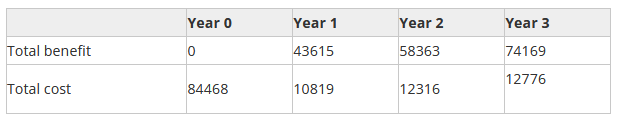 Year 0 Year 1 Year 2 Year 3
Total benefit 0 43615 58363 74169
Total cost 84468 10819 12316 12776